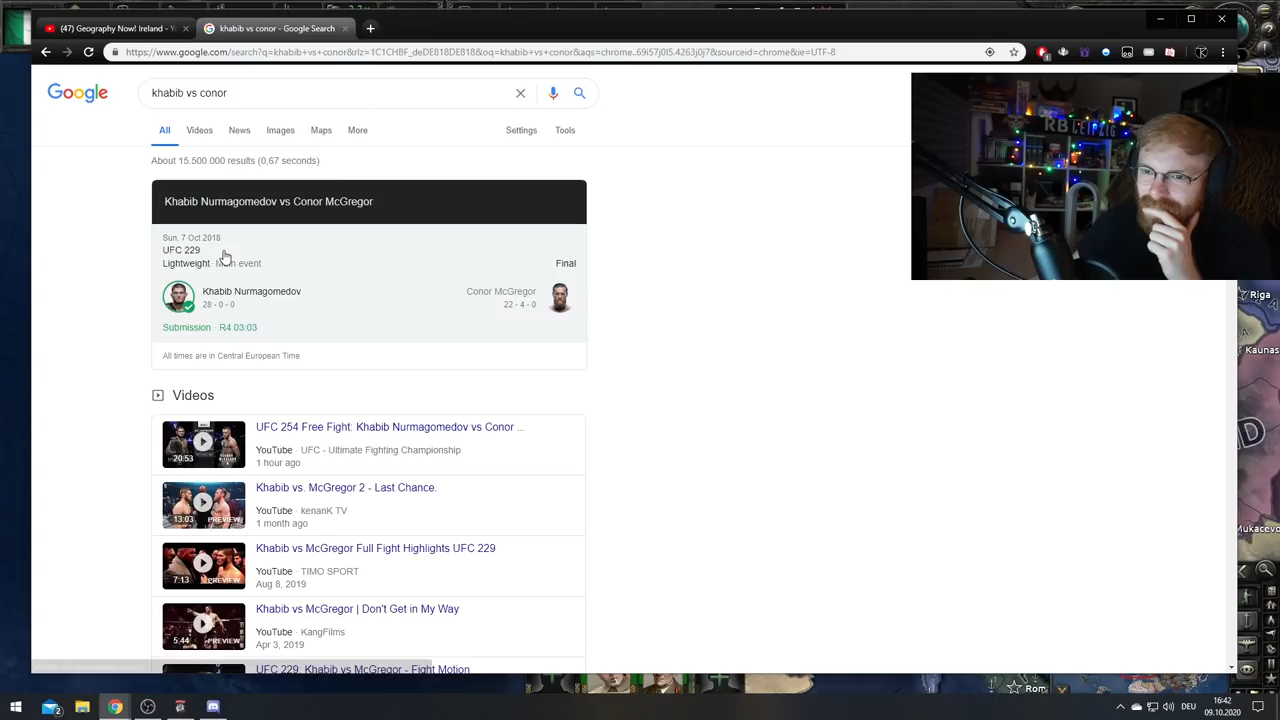 (47) Geography Now! Ireland - Y
khabib vs conor - Google Search
https://www.google.com/search?q=khabib+vs+conor&rlz=1C1CHBF_deDE818DE818&oq=khabib+vs+conor&aqs=chrome..69i57j0l5.4263j0j7&sourceid=chrome&ie=UTF-8
Google
khabib vs conor
All
Videos
News
Images
Maps
More
Settings
Tools
About 15.500.000 results (0,67 seconds)
RB LEIPZIG
Khabib Nurmagomedov vs Conor McGregor
Sun, 7 Oct 2018
UFC 229
Lightweight · Main event
Final
Khabib Nurmagomedov
Conor McGregor
28 - 0 - 0
22 - 4 - 0
Submission · R4 03:03
All times are in Central European Time
Riga
Kaunas
Videos
UFC 254 Free Fight: Khabib Nurmagomedov vs Conor ...
YouTube · UFC - Ultimate Fighting Championship
20:53
1 hour ago
Khabib vs. McGregor 2 - Last Chance.
YouTube · kenanK TV
13:03
PREVIEW
1 month ago
Mukacevo
Khabib vs McGregor Full Fight Highlights UFC 229
YouTube · TIMO SPORT
7:13
PREVIEW
Aug 8, 2019
Khabib vs McGregor | Don't Get in My Way
YouTube · KangFilms
5:44
PREVIEW
Apr 3, 2019
UFC 229. Khabib vs McGregor - Fight Motion
Rom
DEU
16:42
09.10.2020